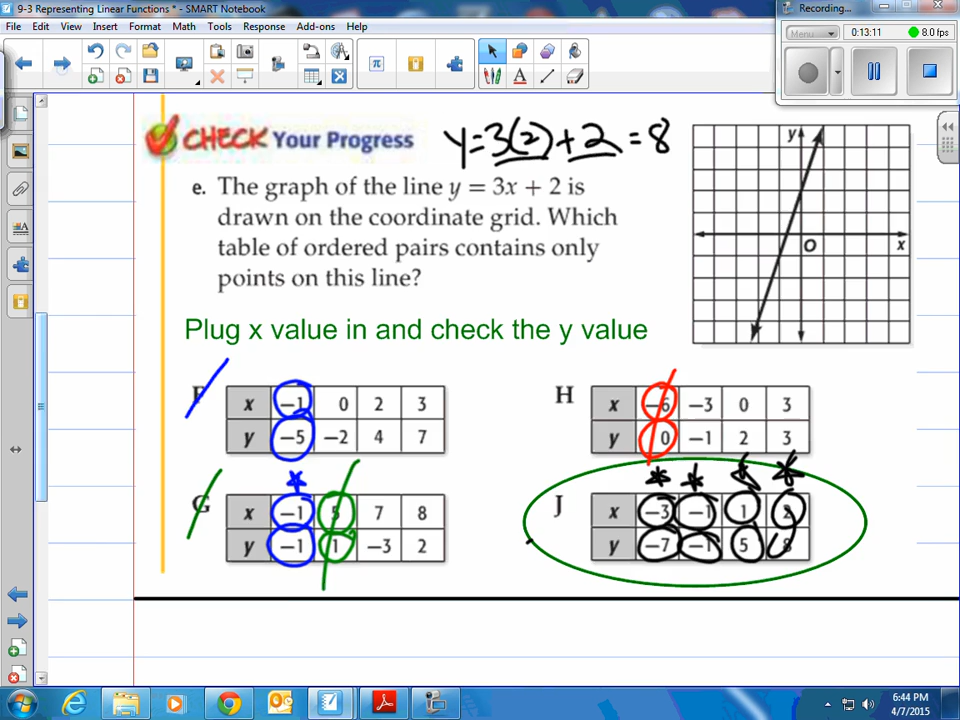 9-3 Representing Linear Functions * - SMART Notebook
Recording...
File Edit View Insert Format Math Tools Response Add-ons Help
Menu
0:13:11
8.0 fps
CHECK Your Progress
y=3(2)+2=8
e. The graph of the line y = 3x + 2 is
drawn on the coordinate grid. Which
table of ordered pairs contains only
points on this line?
y
O
x
Plug x value in and check the y value
F
x −1 0 2 3
y −5 −2 4 7
H
x −6 −3 0 3
y 0 −1 2 3
G
x −1 5 7 8
y −1 1 −3 2
J
x −3 −1 1 2
y −7 −1 5 8
6:44 PM
4/7/2015